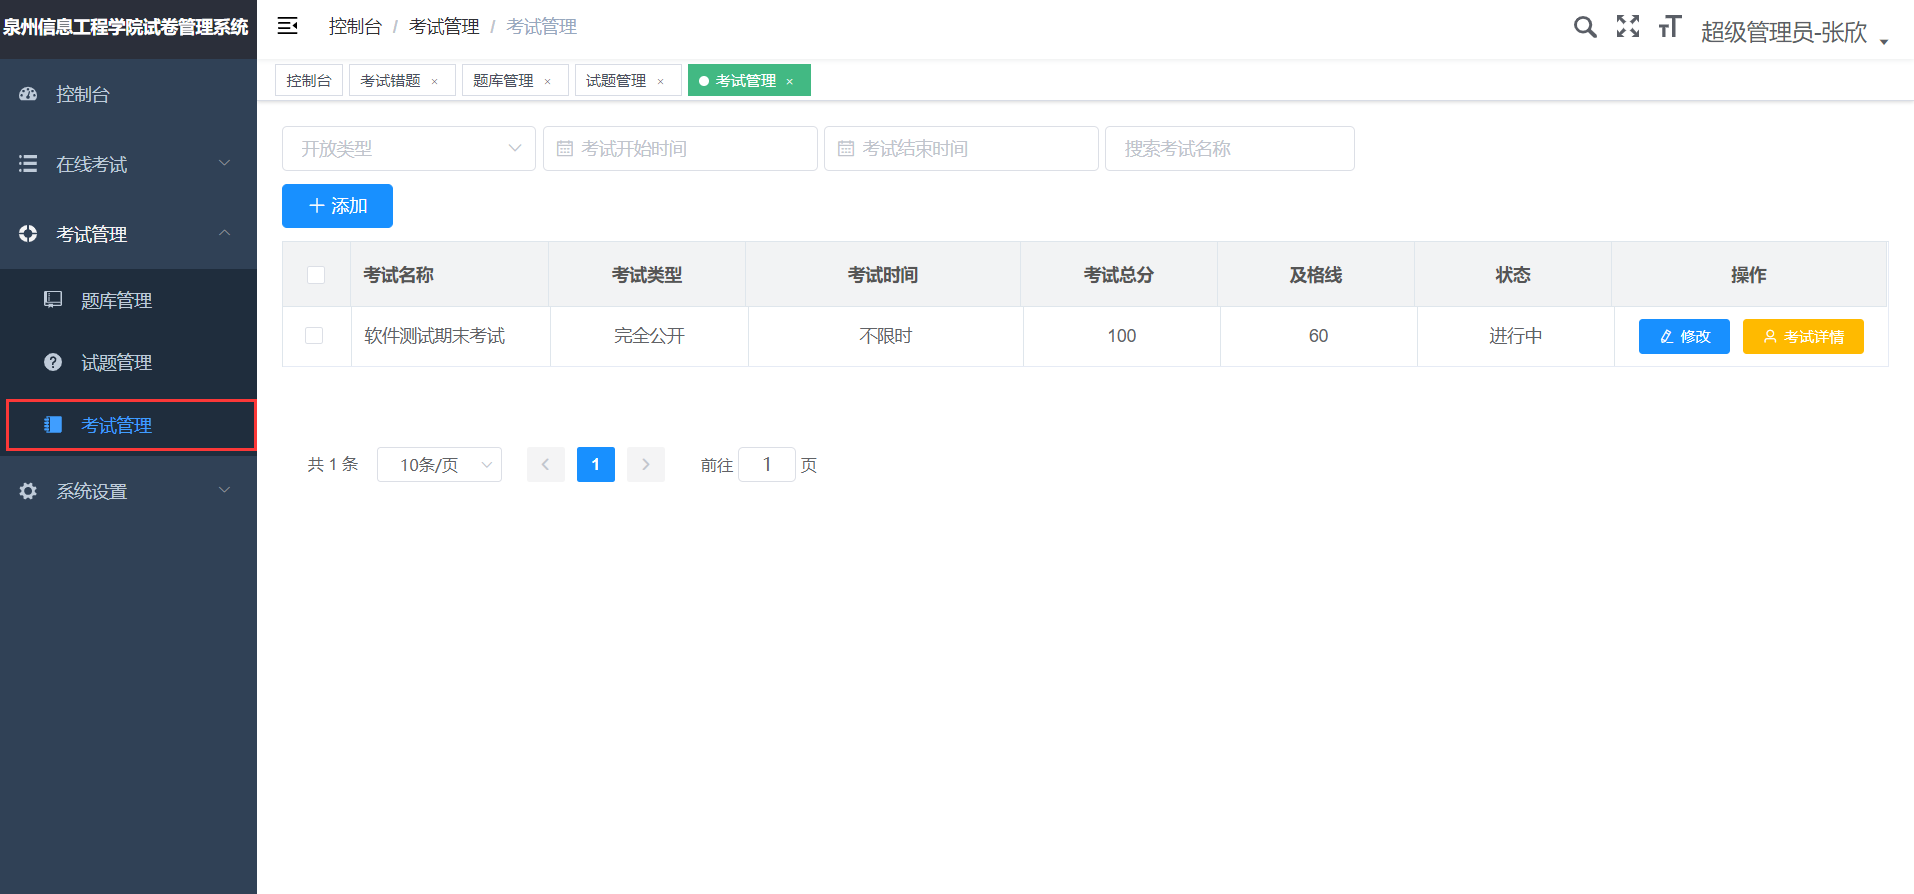 泉州信息工程学院试卷管理系统
控制台 / 考试管理 / 考试管理
超级管理员-张欣
控制台 考试错题 × 题库管理 × 试题管理 × 考试管理 ×
控制台
在线考试
考试管理
题库管理
试题管理
考试管理
系统设置
开放类型 考试开始时间 考试结束时间 搜索考试名称
添加
考试名称 考试类型 考试时间 考试总分 及格线 状态 操作
软件测试期末考试 完全公开 不限时 100 60 进行中 修改 考试详情
共 1 条 10条/页 1 前往 1 页